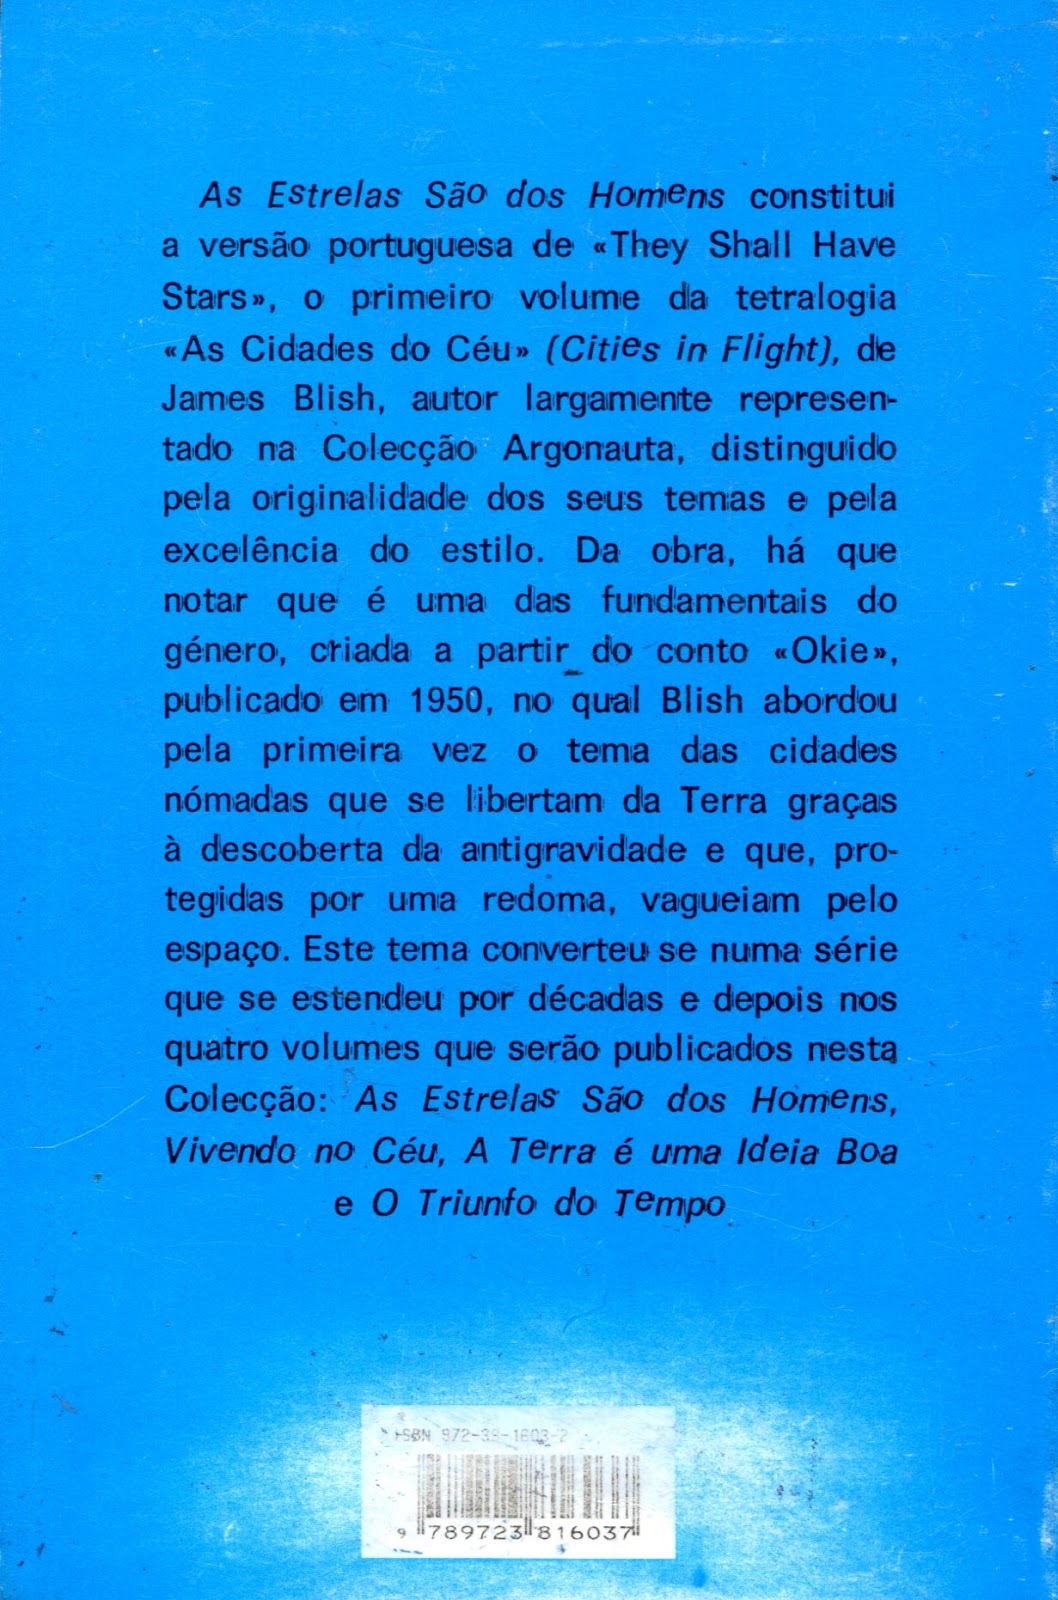 As Estrelas São dos Homens constitui
a versão portuguesa de «They Shall Have
Stars», o primeiro volume da tetralogia
«As Cidades do Céu» (Cities in Flight), de
James Blish, autor largamente represen-
tado na Colecção Argonauta, distinguido
pela originalidade dos seus temas e pela
excelência do estilo. Da obra, há que
notar que é uma das fundamentais do
género, criada a partir do conto «Okie»,
publicado em 1950, no qual Blish abordou
pela primeira vez o tema das cidades
nómadas que se libertam da Terra graças
à descoberta da antigravidade e que, pro-
tegidas por uma redoma, vagueiam pelo
espaço. Este tema converteu se numa série
que se estendeu por décadas e depois nos
quatro volumes que serão publicados nesta
Colecção: As Estrelas São dos Homens,
Vivendo no Céu, A Terra é uma Ideia Boa
e O Triunfo do Tempo
ISBN 972-38-1603-2
9 789723 816037